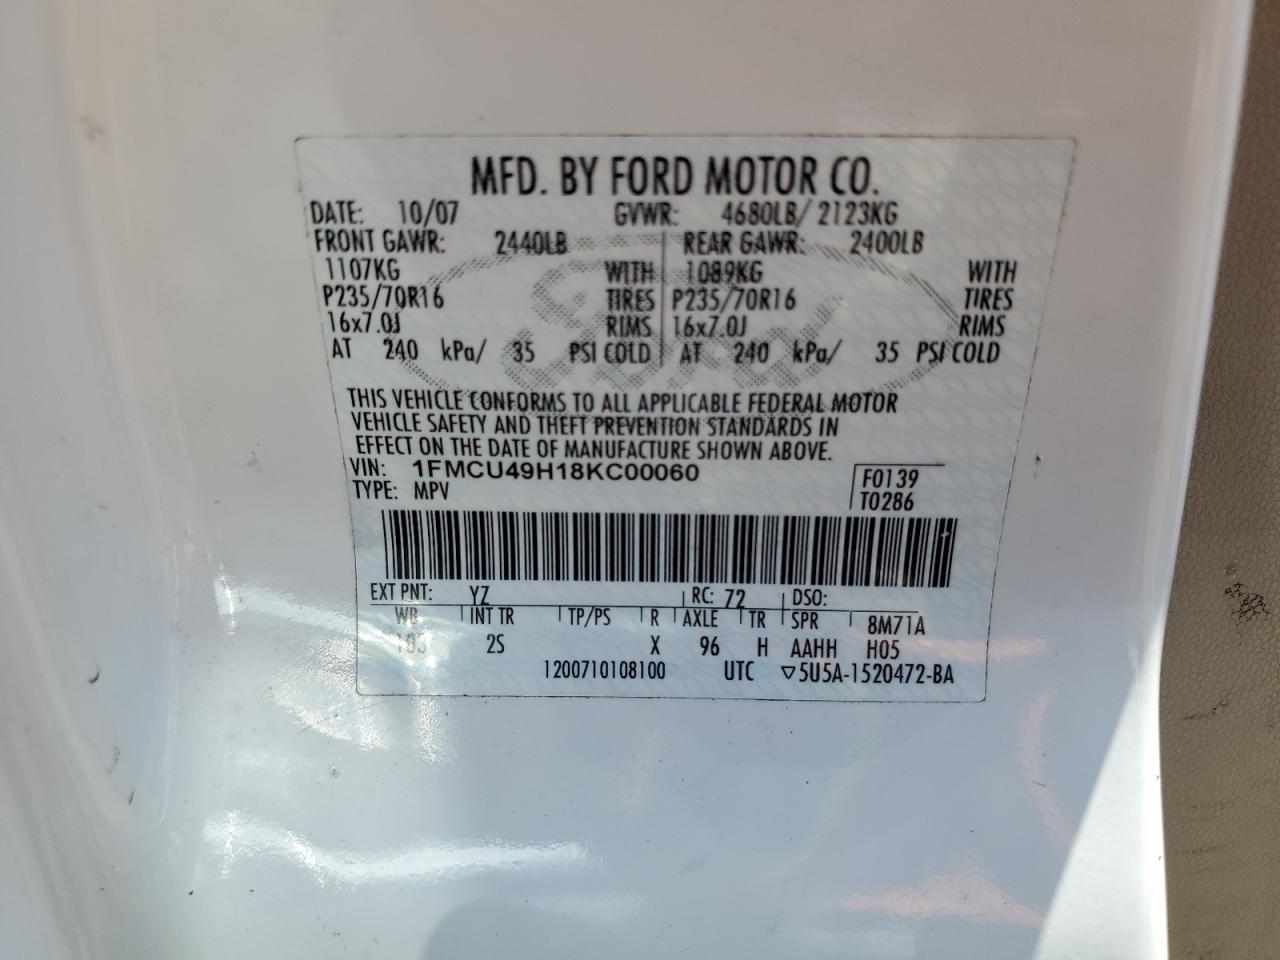 MFD. BY FORD MOTOR CO.
DATE: 10/07 GVWR: 4680LB/ 2123KG
FRONT GAWR: 2440LB REAR GAWR: 2400LB
1107KG WITH 1089KG WITH
P235/70R16 TIRES P235/70R16 TIRES
16x7.0J RIMS 16x7.0J RIMS
AT 240 kPa/ 35 PSI COLD AT 240 kPa/ 35 PSI COLD
Ford
THIS VEHICLE CONFORMS TO ALL APPLICABLE FEDERAL MOTOR
VEHICLE SAFETY AND THEFT PREVENTION STANDARDS IN
EFFECT ON THE DATE OF MANUFACTURE SHOWN ABOVE.
VIN: 1FMCU49H18KC00060 F0139
TYPE: MPV T0286
EXT PNT: YZ RC: 72 DSO:
WB INT TR TP/PS R AXLE TR SPR 8M71A
103 2S X 96 H AAHH H05
1200710108100 UTC ▽5U5A-1520472-BA